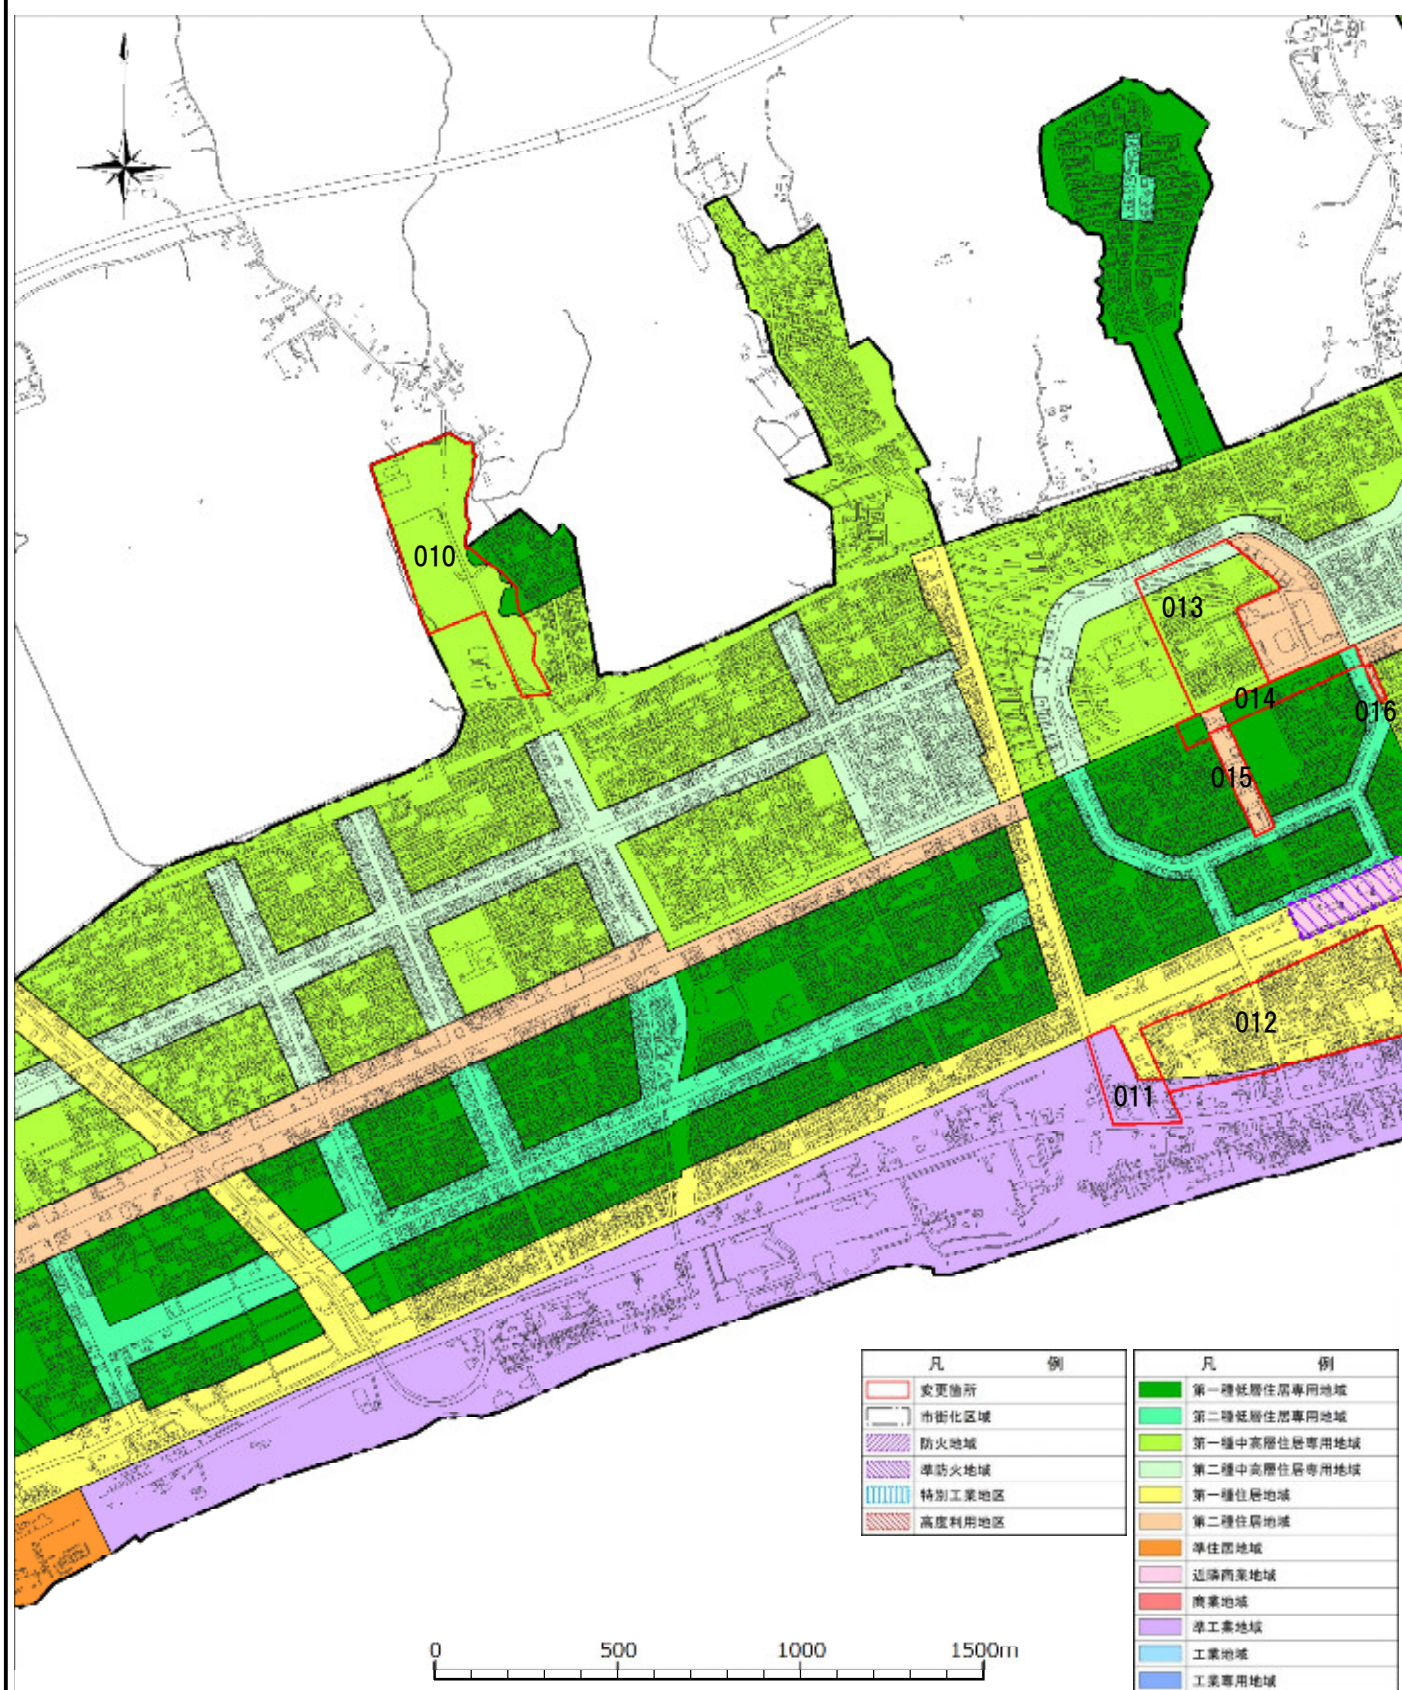 010
013
014
016
015
012
011
凡 例
変更箇所
市街化区域
防火地域
準防火地域
特別工業地区
高度利用地区
凡 例
第一種低層住居専用地域
第二種低層住居専用地域
第一種中高層住居専用地域
第二種中高層住居専用地域
第一種住居地域
第二種住居地域
準住居地域
近隣商業地域
商業地域
準工業地域
工業地域
工業専用地域
0 500 1000 1500m